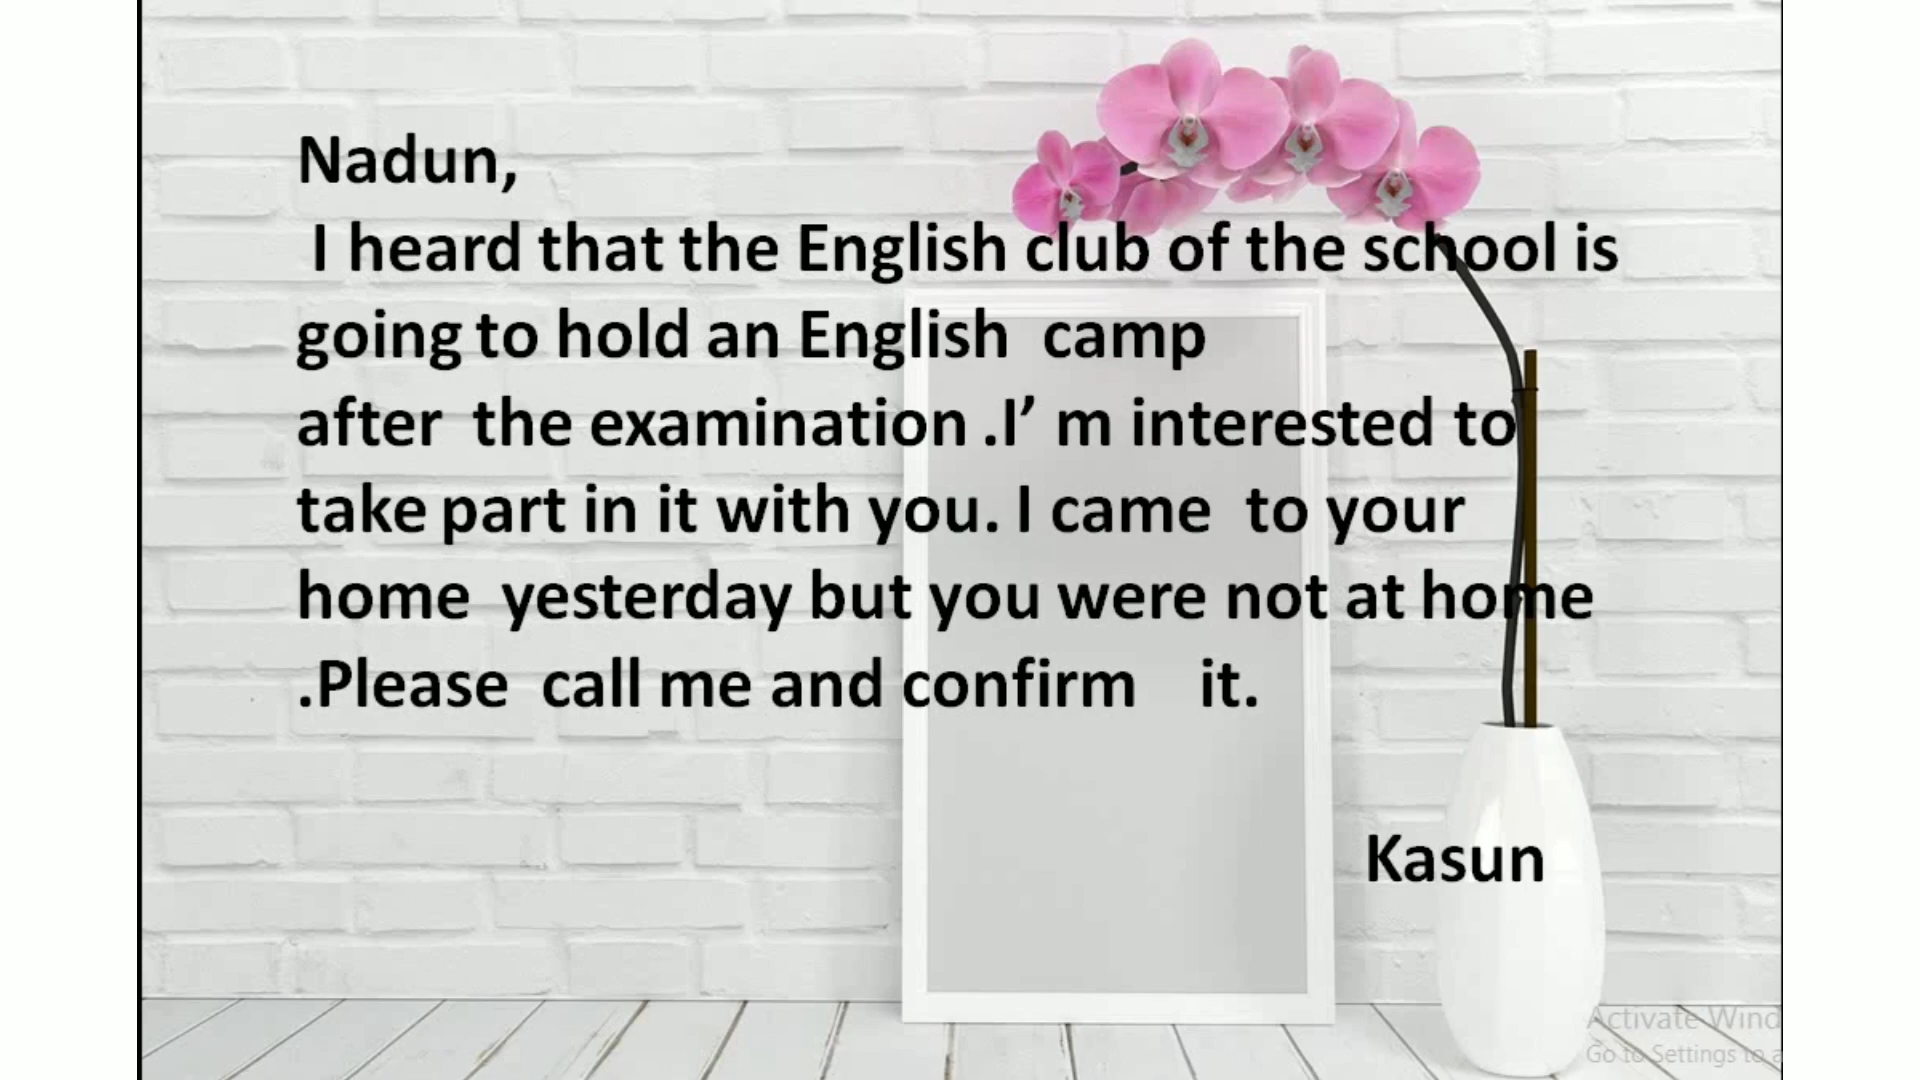 Nadun,
I heard that the English club of the school is
going to hold an English camp
after the examination .I’ m interested to
take part in it with you. I came to your
home yesterday but you were not at home
.Please call me and confirm it.
Kasun
Activate Wind
Go to Settings to a